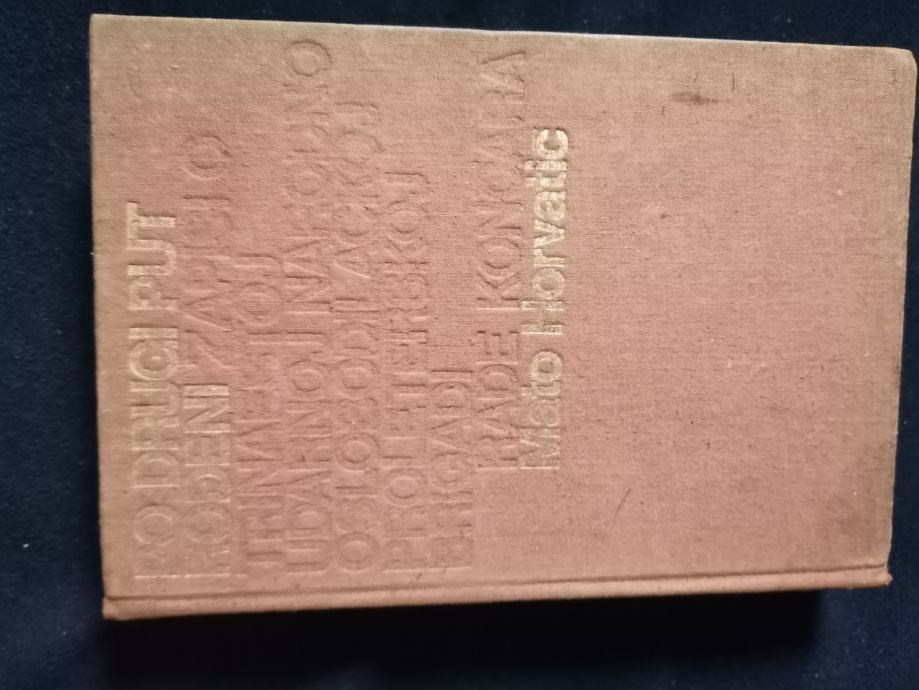 PO DRUGI PUT
ROĐENI ZAPISI O
TRINAESTOJ
UDARNOJ NARODNO
OSLOBODILAČKOJ
PROLETERSKOJ
BRIGADI
RADE KONČARA
Mato Horvatic